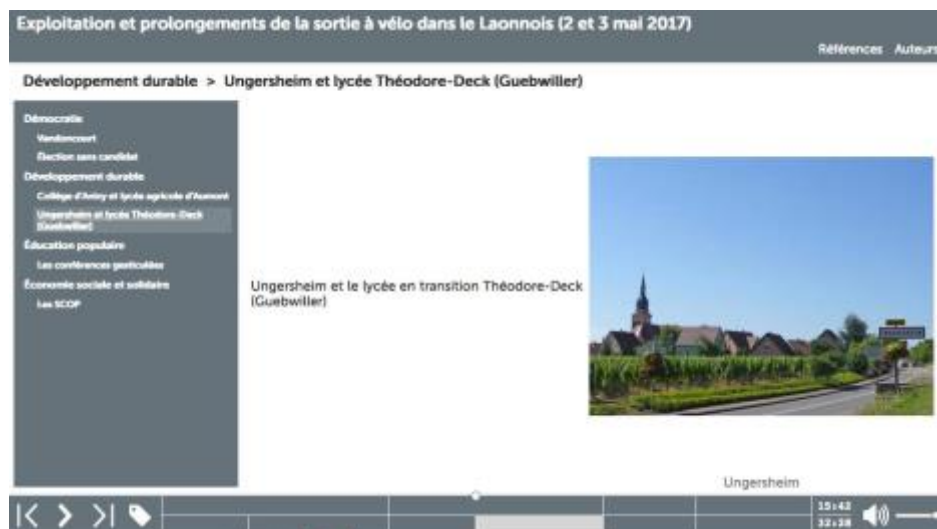 Exploitation et prolongements de la sortie à vélo dans le Laonnois (2 et 3 mai 2017)
Références Auteurs
Développement durable > Ungersheim et lycée Théodore-Deck (Guebwiller)
Démocratie
Vandoncourt
Élection sans candidat
Développement durable
Collège d'Anizy et lycée agricole d'Aumont
Ungersheim et lycée Théodore-Deck
(Guebwiller)
Éducation populaire
Les conférences gesticulées
Économie sociale et solidaire
Les SCOP
Ungersheim et le lycée en transition Théodore-Deck
(Guebwiller)
Ungersheim
15:42
32:28